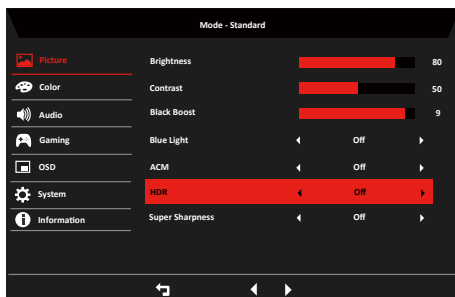 Mode - Standard
Picture
Brightness 80
Color
Contrast 50
Audio
Black Boost 9
Gaming
Blue Light Off
OSD
ACM Off
System
HDR Off
Information
Super Sharpness Off